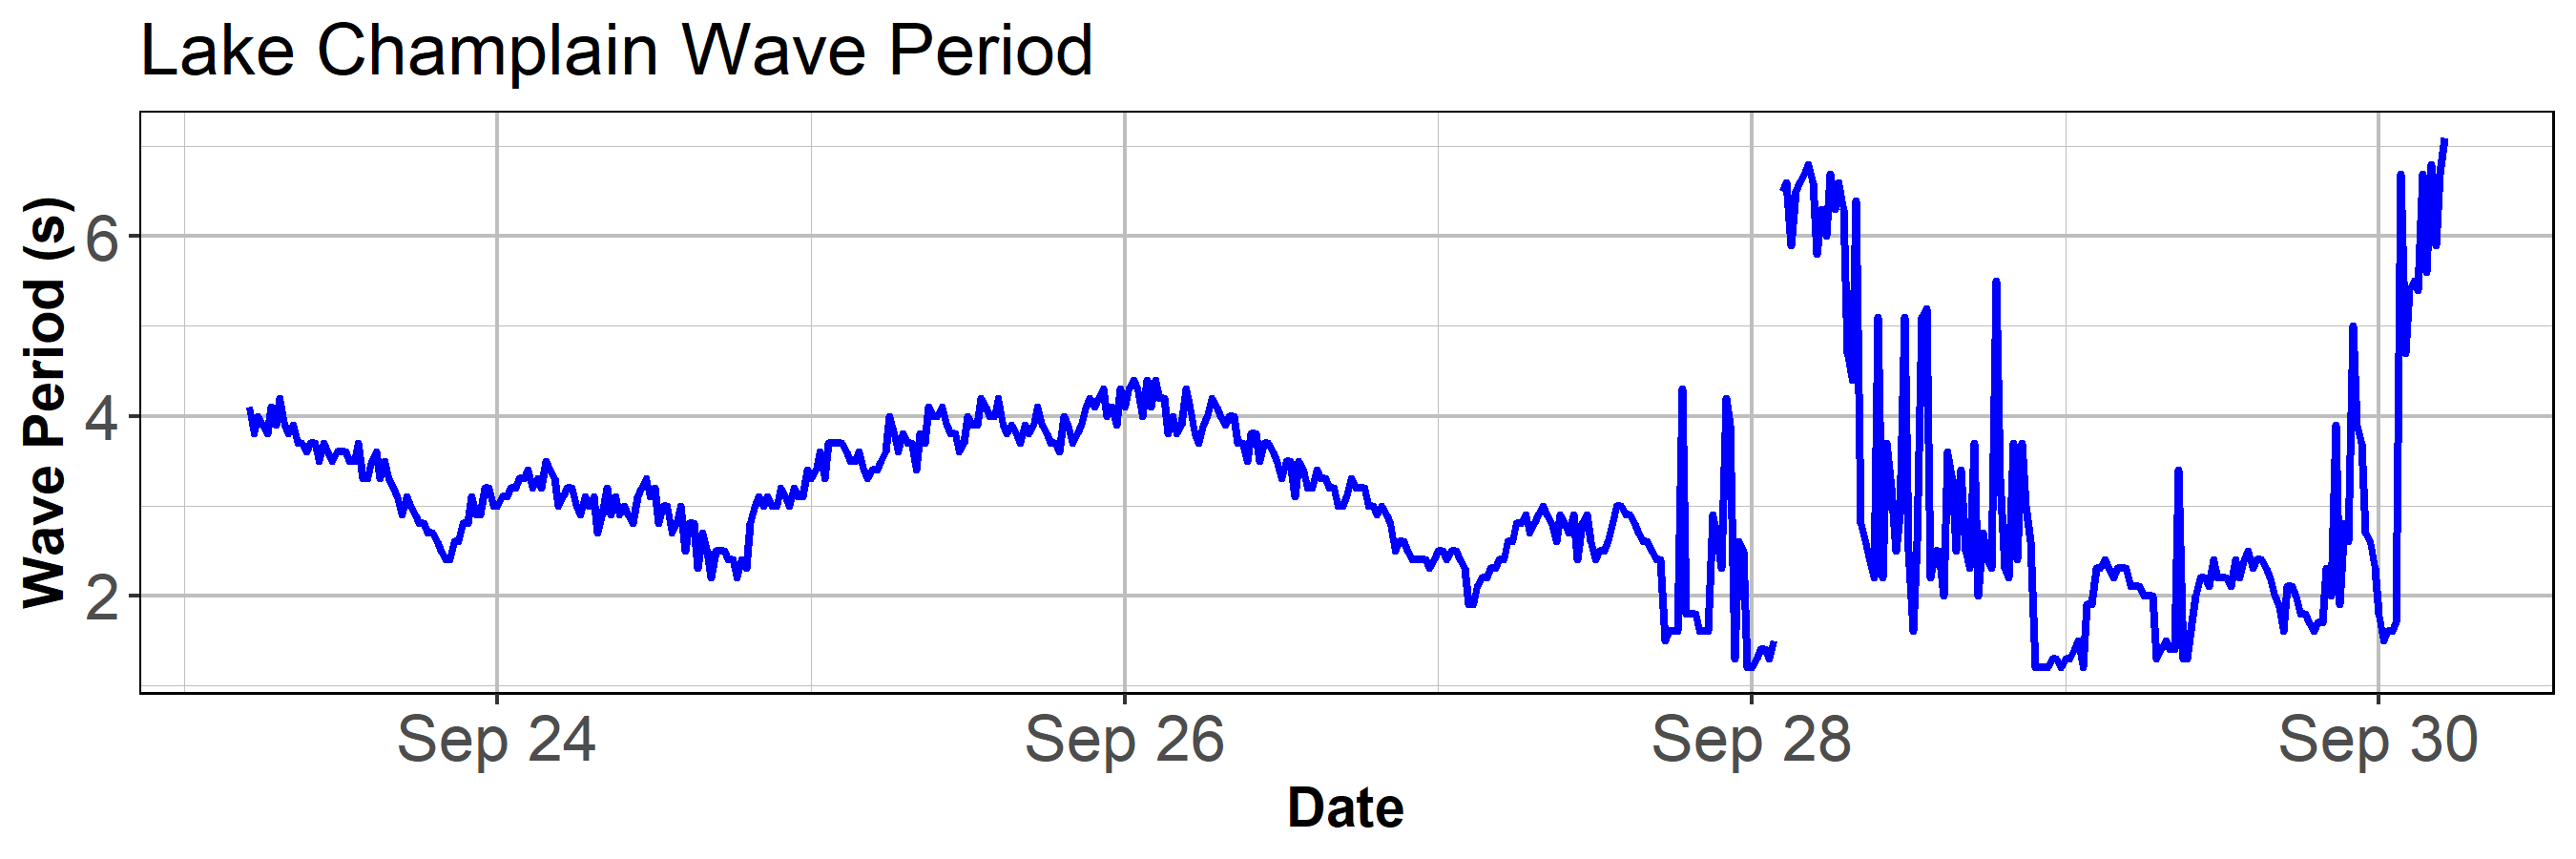 Lake Champlain Wave Period
Wave Period (s)
6
4
2
Sep 24 Sep 26 Sep 28 Sep 30
Date